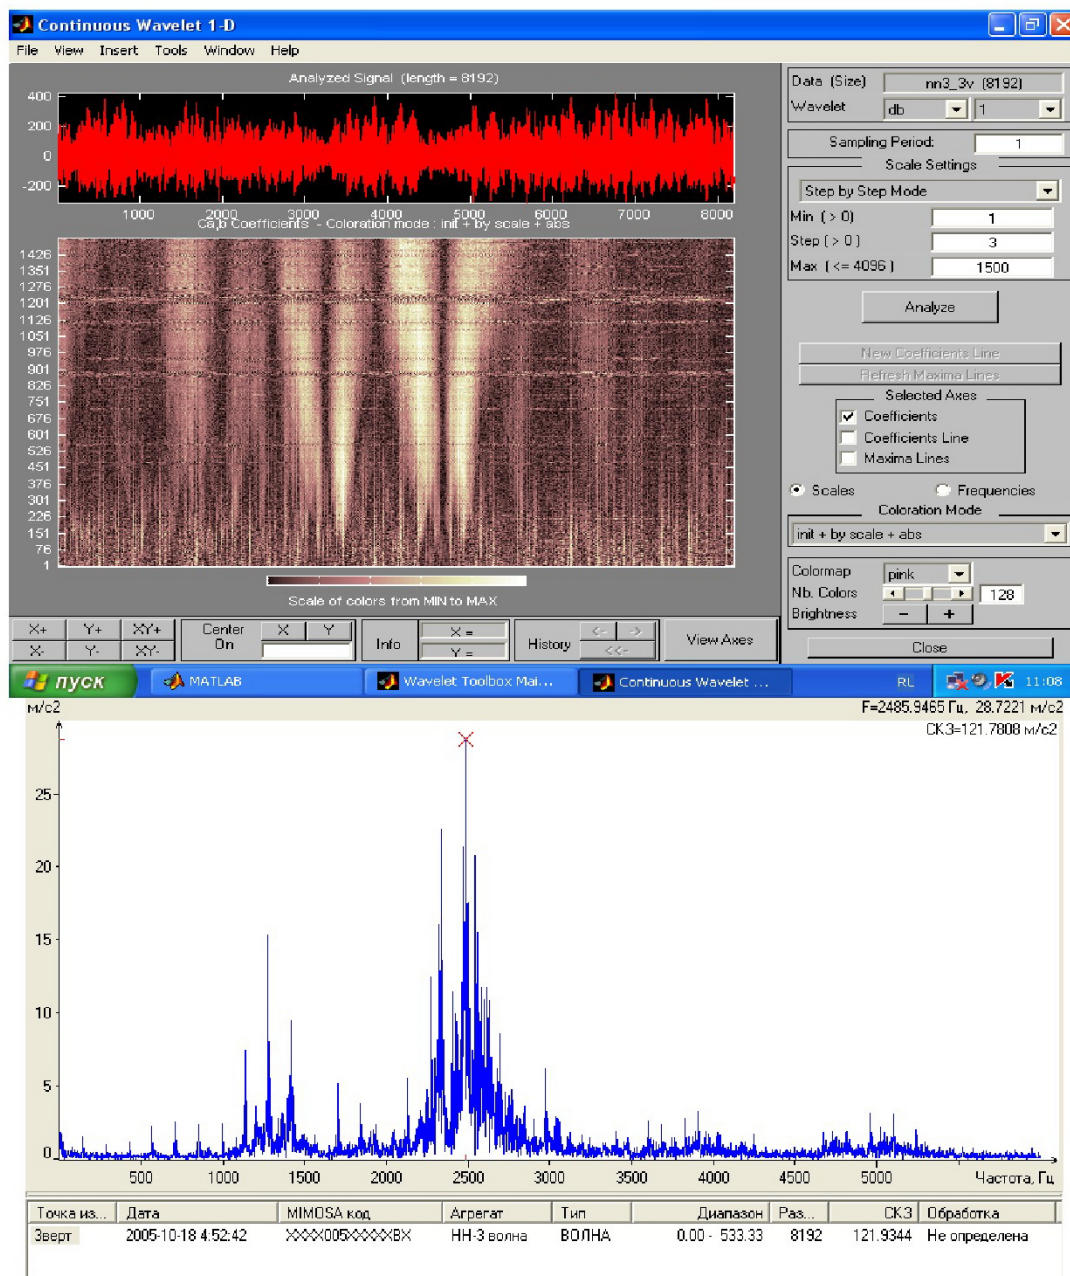 Continuous Wavelet 1-D
File View Insert Tools Window Help
Analyzed Signal (length = 8192)
400
200
0
-200
1000 2000 3000 4000 5000 6000 7000 8000
Ca,b Coefficients - Coloration mode : init + by scale + abs
1426
1351
1276
1201
1126
1051
976
901
826
751
676
601
526
451
376
301
226
151
76
1
Scale of colors from MIN to MAX
Data (Size) nn3_3v (8192)
Wavelet db 1
Sampling Period: 1
Scale Settings
Step by Step Mode
Min ( > 0) 1
Step ( > 0 ) 3
Max ( <= 4096 ) 1500
Analyze
New Coefficients Line
Refresh Maxima Lines
Selected Axes
Coefficients
Coefficients Line
Maxima Lines
Scales Frequencies
Coloration Mode
init + by scale + abs
Colormap pink
Nb. Colors 128
Brightness - +
Close
X+ Y+ XY+ Center On X Y Info X = History <- -> View Axes
X- Y- XY- Y = <<-
пуск MATLAB Wavelet Toolbox Mai... Continuous Wavelet ... RL 11:08
м/с2 F=2485.9465 Гц, 28.7221 м/с2
СКЗ=121.7808 м/с2
25
20
15
10
5
0
500 1000 1500 2000 2500 3000 3500 4000 4500 5000 Частота, Гц
Точка из... Дата MIMOSA код Агрегат Тип Диапазон Раз... СКЗ Обработка
3верт 2005-10-18 4:52:42 XXXX005XXXXXBX НН-3 волна ВОЛНА 0.00 - 533.33 8192 121.9344 Не определена